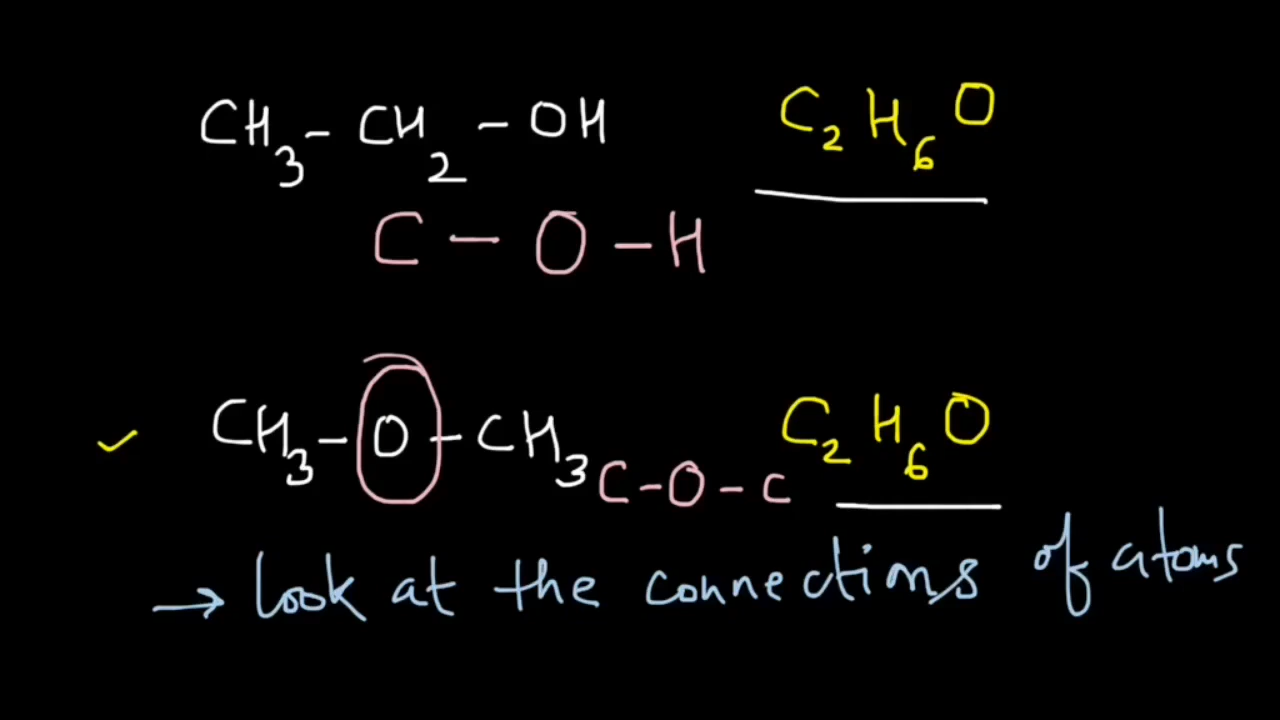 CH₃ - CH₂ - OH C₂H₆O
C - O - H
CH₃ - O - CH₃ C₂H₆O
C - O - C
→ look at the connections of atoms